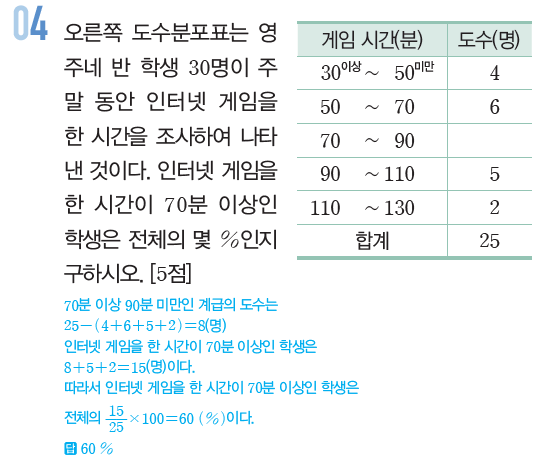 04 오른쪽 도수분포표는 영
주네 반 학생 30명이 주
말 동안 인터넷 게임을
한 시간을 조사하여 나타
낸 것이다. 인터넷 게임을
한 시간이 70분 이상인
학생은 전체의 몇 %인지
구하시오. [5점]
게임 시간(분) 도수(명)
30이상 ~ 50미만 4
50 ~ 70 6
70 ~ 90
90 ~ 110 5
110 ~ 130 2
합계 25
70분 이상 90분 미만인 계급의 도수는
25-(4+6+5+2)=8(명)
인터넷 게임을 한 시간이 70분 이상인 학생은
8+5+2=15(명)이다.
따라서 인터넷 게임을 한 시간이 70분 이상인 학생은
전체의 15/25×100=60 (%)이다.
답 60 %